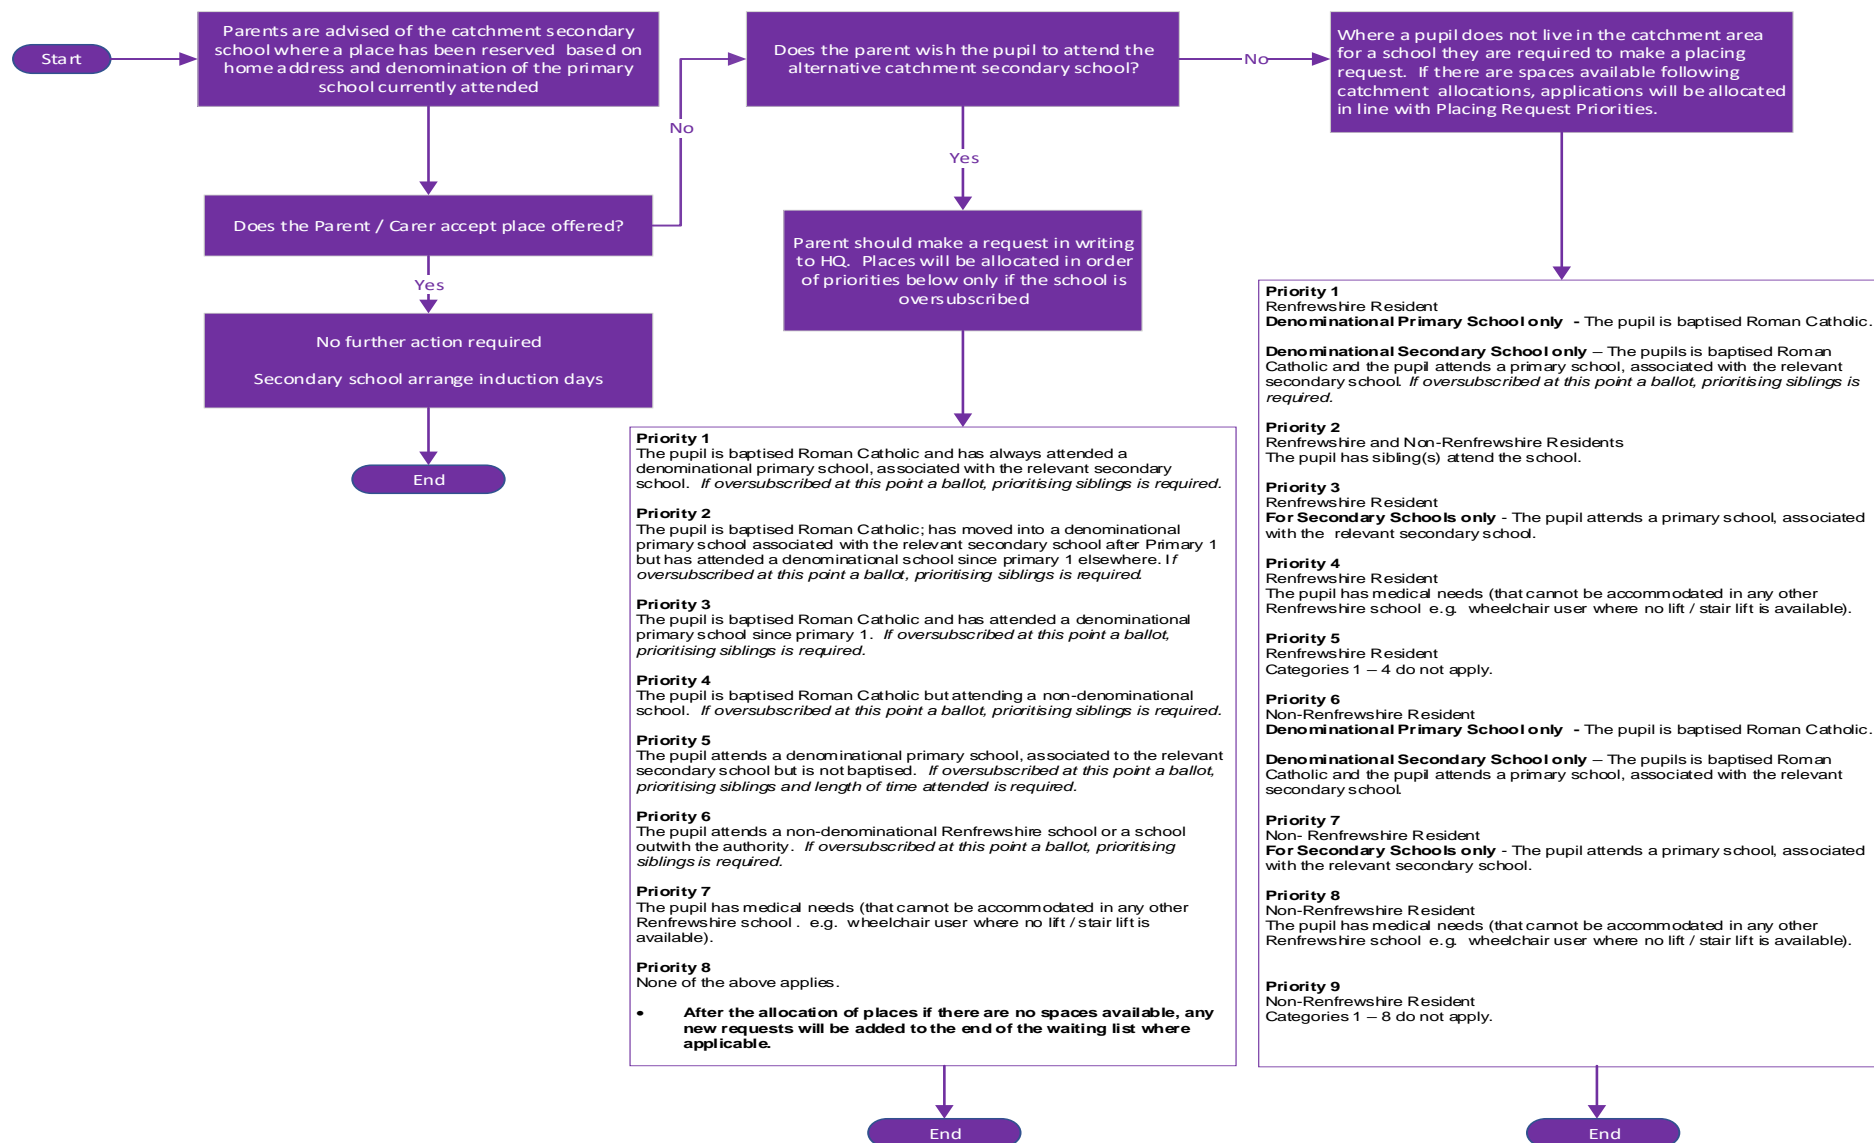 Start
Parents are advised of the catchment secondary
school where a place has been reserved based on
home address and denomination of the primary
school currently attended
Does the Parent / Carer accept place offered?
Yes
No further action required
Secondary school arrange induction days
End
No
Does the parent wish the pupil to attend the
alternative catchment secondary school?
Yes
Parent should make a request in writing
to HQ. Places will be allocated in order
of priorities below only if the school is
oversubscribed
Priority 1
The pupil is baptised Roman Catholic and has always attended a
denominational primary school, associated with the relevant secondary
school. If oversubscribed at this point a ballot, prioritising siblings is required.
Priority 2
The pupil is baptised Roman Catholic; has moved into a denominational
primary school associated with the relevant secondary school after Primary 1
but has attended a denominational school since primary 1 elsewhere. If
oversubscribed at this point a ballot, prioritising siblings is required.
Priority 3
The pupil is baptised Roman Catholic and has attended a denominational
primary school since primary 1. If oversubscribed at this point a ballot,
prioritising siblings is required.
Priority 4
The pupil is baptised Roman Catholic but attending a non-denominational
school. If oversubscribed at this point a ballot, prioritising siblings is required.
Priority 5
The pupil attends a denominational primary school, associated to the relevant
secondary school but is not baptised. If oversubscribed at this point a ballot,
prioritising siblings and length of time attended is required.
Priority 6
The pupil attends a non-denominational Renfrewshire school or a school
outwith the authority. If oversubscribed at this point a ballot, prioritising
siblings is required.
Priority 7
The pupil has medical needs (that cannot be accommodated in any other
Renfrewshire school . e.g. wheelchair user where no lift / stair lift is
available).
Priority 8
None of the above applies.
• After the allocation of places if there are no spaces available, any
new requests will be added to the end of the waiting list where
applicable.
End
No
Where a pupil does not live in the catchment area
for a school they are required to make a placing
request. If there are spaces available following
catchment allocations, applications will be allocated
in line with Placing Request Priorities.
Priority 1
Renfrewshire Resident
Denominational Primary School only - The pupil is baptised Roman Catholic.
Denominational Secondary School only – The pupils is baptised Roman
Catholic and the pupil attends a primary school, associated with the relevant
secondary school. If oversubscribed at this point a ballot, prioritising siblings is
required.
Priority 2
Renfrewshire and Non-Renfrewshire Residents
The pupil has sibling(s) attend the school.
Priority 3
Renfrewshire Resident
For Secondary Schools only - The pupil attends a primary school, associated
with the relevant secondary school.
Priority 4
Renfrewshire Resident
The pupil has medical needs (that cannot be accommodated in any other
Renfrewshire school e.g. wheelchair user where no lift / stair lift is available).
Priority 5
Renfrewshire Resident
Categories 1 – 4 do not apply.
Priority 6
Non-Renfrewshire Resident
Denominational Primary School only - The pupil is baptised Roman Catholic.
Denominational Secondary School only – The pupils is baptised Roman
Catholic and the pupil attends a primary school, associated with the relevant
secondary school.
Priority 7
Non- Renfrewshire Resident
For Secondary Schools only - The pupil attends a primary school, associated
with the relevant secondary school.
Priority 8
Non-Renfrewshire Resident
The pupil has medical needs (that cannot be accommodated in any other
Renfrewshire school e.g. wheelchair user where no lift / stair lift is available).
Priority 9
Non-Renfrewshire Resident
Categories 1 – 8 do not apply.
End